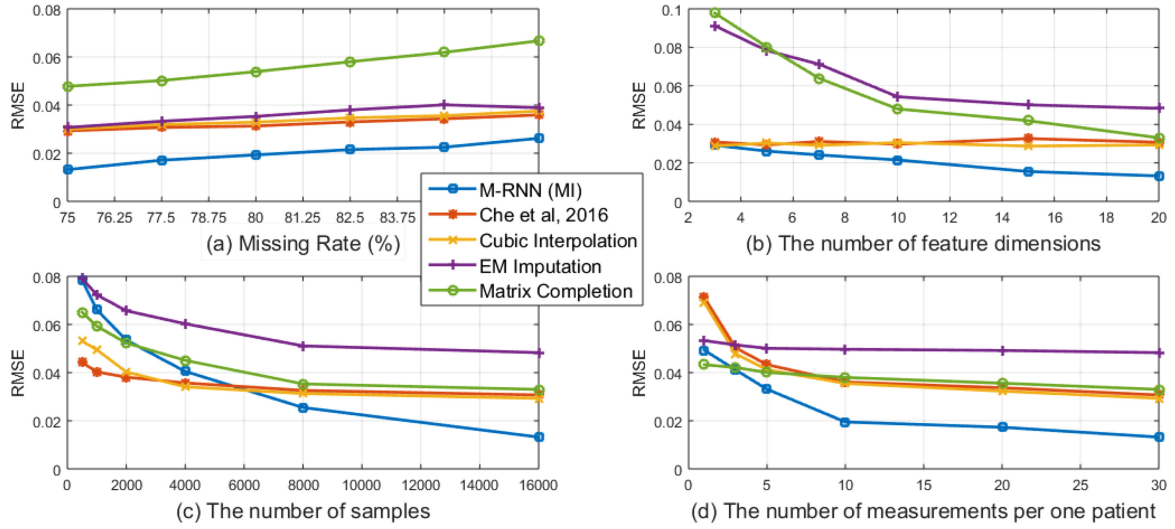 0.08
0.06
0.04
0.02
0
RMSE
75 76.25 77.5 78.75 80 81.25 82.5 83.75
(a) Missing Rate (%)
0.1
0.08
0.06
0.04
0.02
0
RMSE
2 4 6 8 10 12 14 16 18 20
(b) The number of feature dimensions
M-RNN (MI)
Che et al, 2016
Cubic Interpolation
EM Imputation
Matrix Completion
0.08
0.06
0.04
0.02
0
RMSE
0 2000 4000 6000 8000 10000 12000 14000 16000
(c) The number of samples
0.08
0.06
0.04
0.02
0
RMSE
0 5 10 15 20 25 30
(d) The number of measurements per one patient